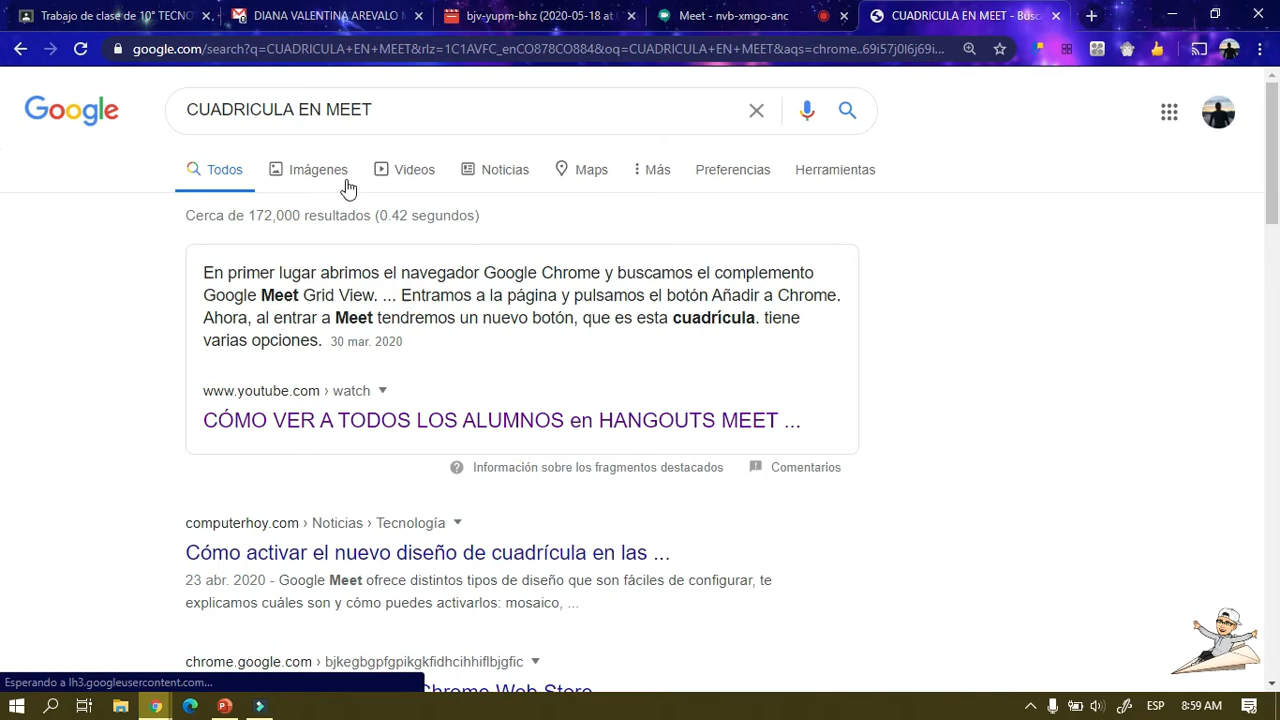 Trabajo de clase de 10° TECNO
DIANA VALENTINA AREVALO M
bjv-yupm-bhz (2020-05-18 at
Meet - nvb-xmgo-anc
CUADRICULA EN MEET - Busc
google.com/search?q=CUADRICULA+EN+MEET&rlz=1C1AVFC_enCO878CO884&oq=CUADRICULA+EN+MEET&aqs=chrome..69i57j0l6j69i...
Google
CUADRICULA EN MEET
Todos
Imágenes
Videos
Noticias
Maps
Más
Preferencias
Herramientas
Cerca de 172,000 resultados (0.42 segundos)
En primer lugar abrimos el navegador Google Chrome y buscamos el complemento
Google Meet Grid View. ... Entramos a la página y pulsamos el botón Añadir a Chrome.
Ahora, al entrar a Meet tendremos un nuevo botón, que es esta cuadrícula. tiene
varias opciones. 30 mar. 2020
www.youtube.com › watch
CÓMO VER A TODOS LOS ALUMNOS en HANGOUTS MEET ...
Información sobre los fragmentos destacados
Comentarios
computerhoy.com › Noticias › Tecnología
Cómo activar el nuevo diseño de cuadrícula en las ...
23 abr. 2020 - Google Meet ofrece distintos tipos de diseño que son fáciles de configurar, te
explicamos cuáles son y cómo puedes activarlos: mosaico, ...
chrome.google.com › bjkegbgpfgpikgkfidhcihhiflbjgfic
Chrome Web Store
Esperando a lh3.googleusercontent.com...
ESP
8:59 AM